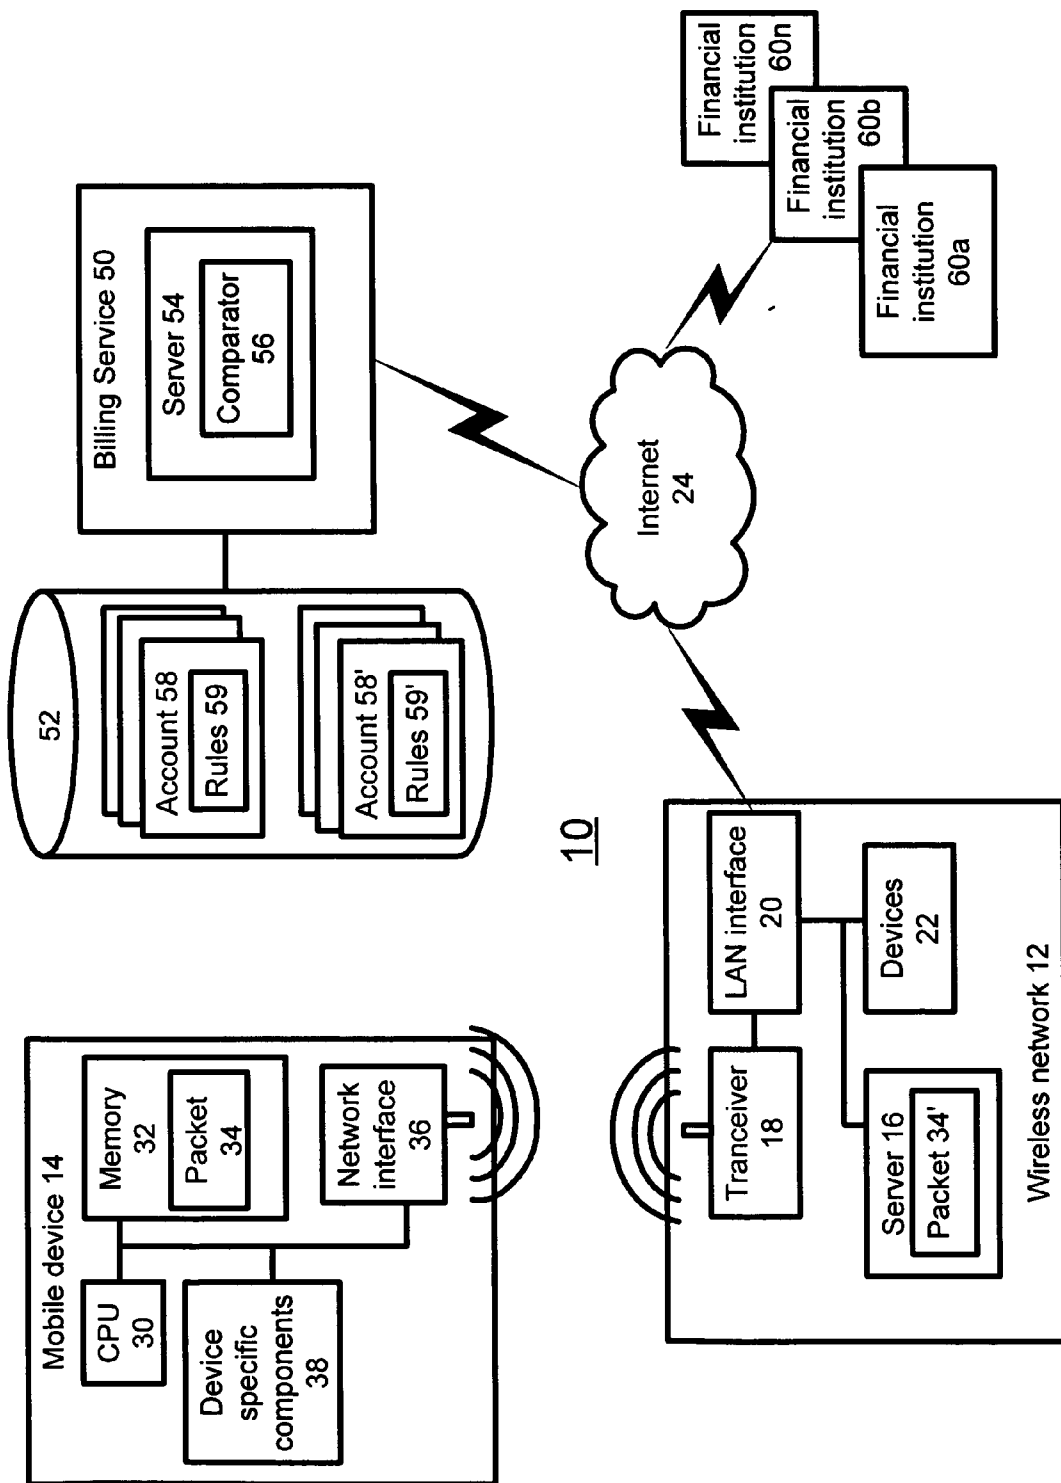 Mobile device 14
CPU
30
Memory
32
Packet
34
Device
specific
components
38
Network
interface
36
52
Account 58
Rules 59
Account 58'
Rules 59'
Billing Service 50
Server 54
Comparator
56
10
Tranceiver
18
LAN interface
20
Server 16
Packet 34'
Devices
22
Wireless network 12
Internet
24
Financial
institution
60n
Financial
institution
60b
Financial
institution
60a